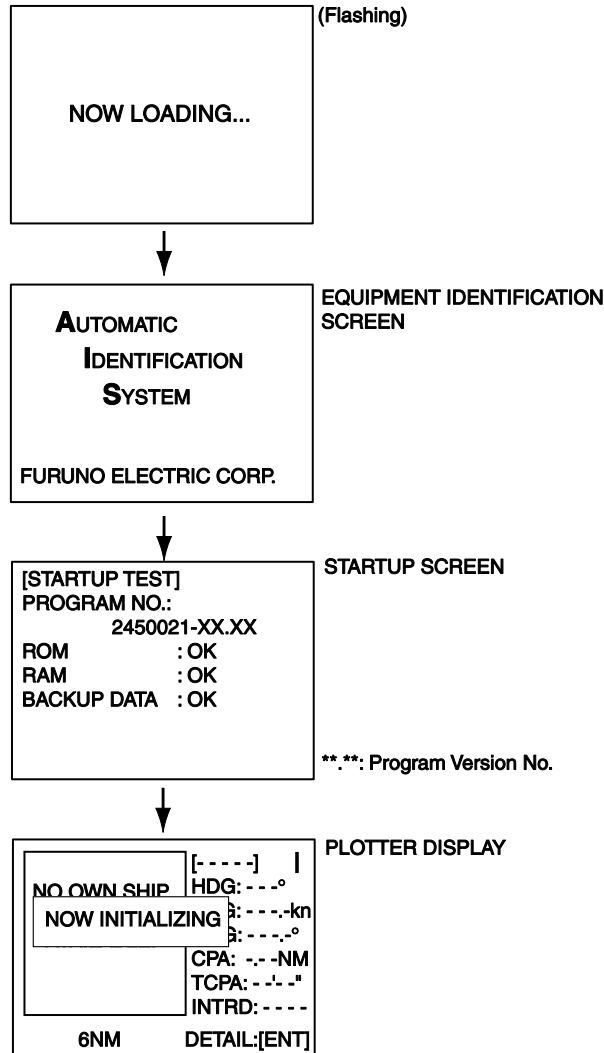 (Flashing)
NOW LOADING...
EQUIPMENT IDENTIFICATION
SCREEN
AUTOMATIC
IDENTIFICATION
SYSTEM
FURUNO ELECTRIC CORP.
STARTUP SCREEN
[STARTUP TEST]
PROGRAM NO.:
2450021-XX.XX
ROM : OK
RAM : OK
BACKUP DATA : OK
**.**: Program Version No.
PLOTTER DISPLAY
[- - - - -] |
NO OWN SHIP
HDG: - - -°
NOW INITIALIZING
G: - - -.-kn
G: - - -.-°
CPA: -.- -NM
TCPA: - -'- -"
INTRD: - - - -
6NM DETAIL:[ENT]